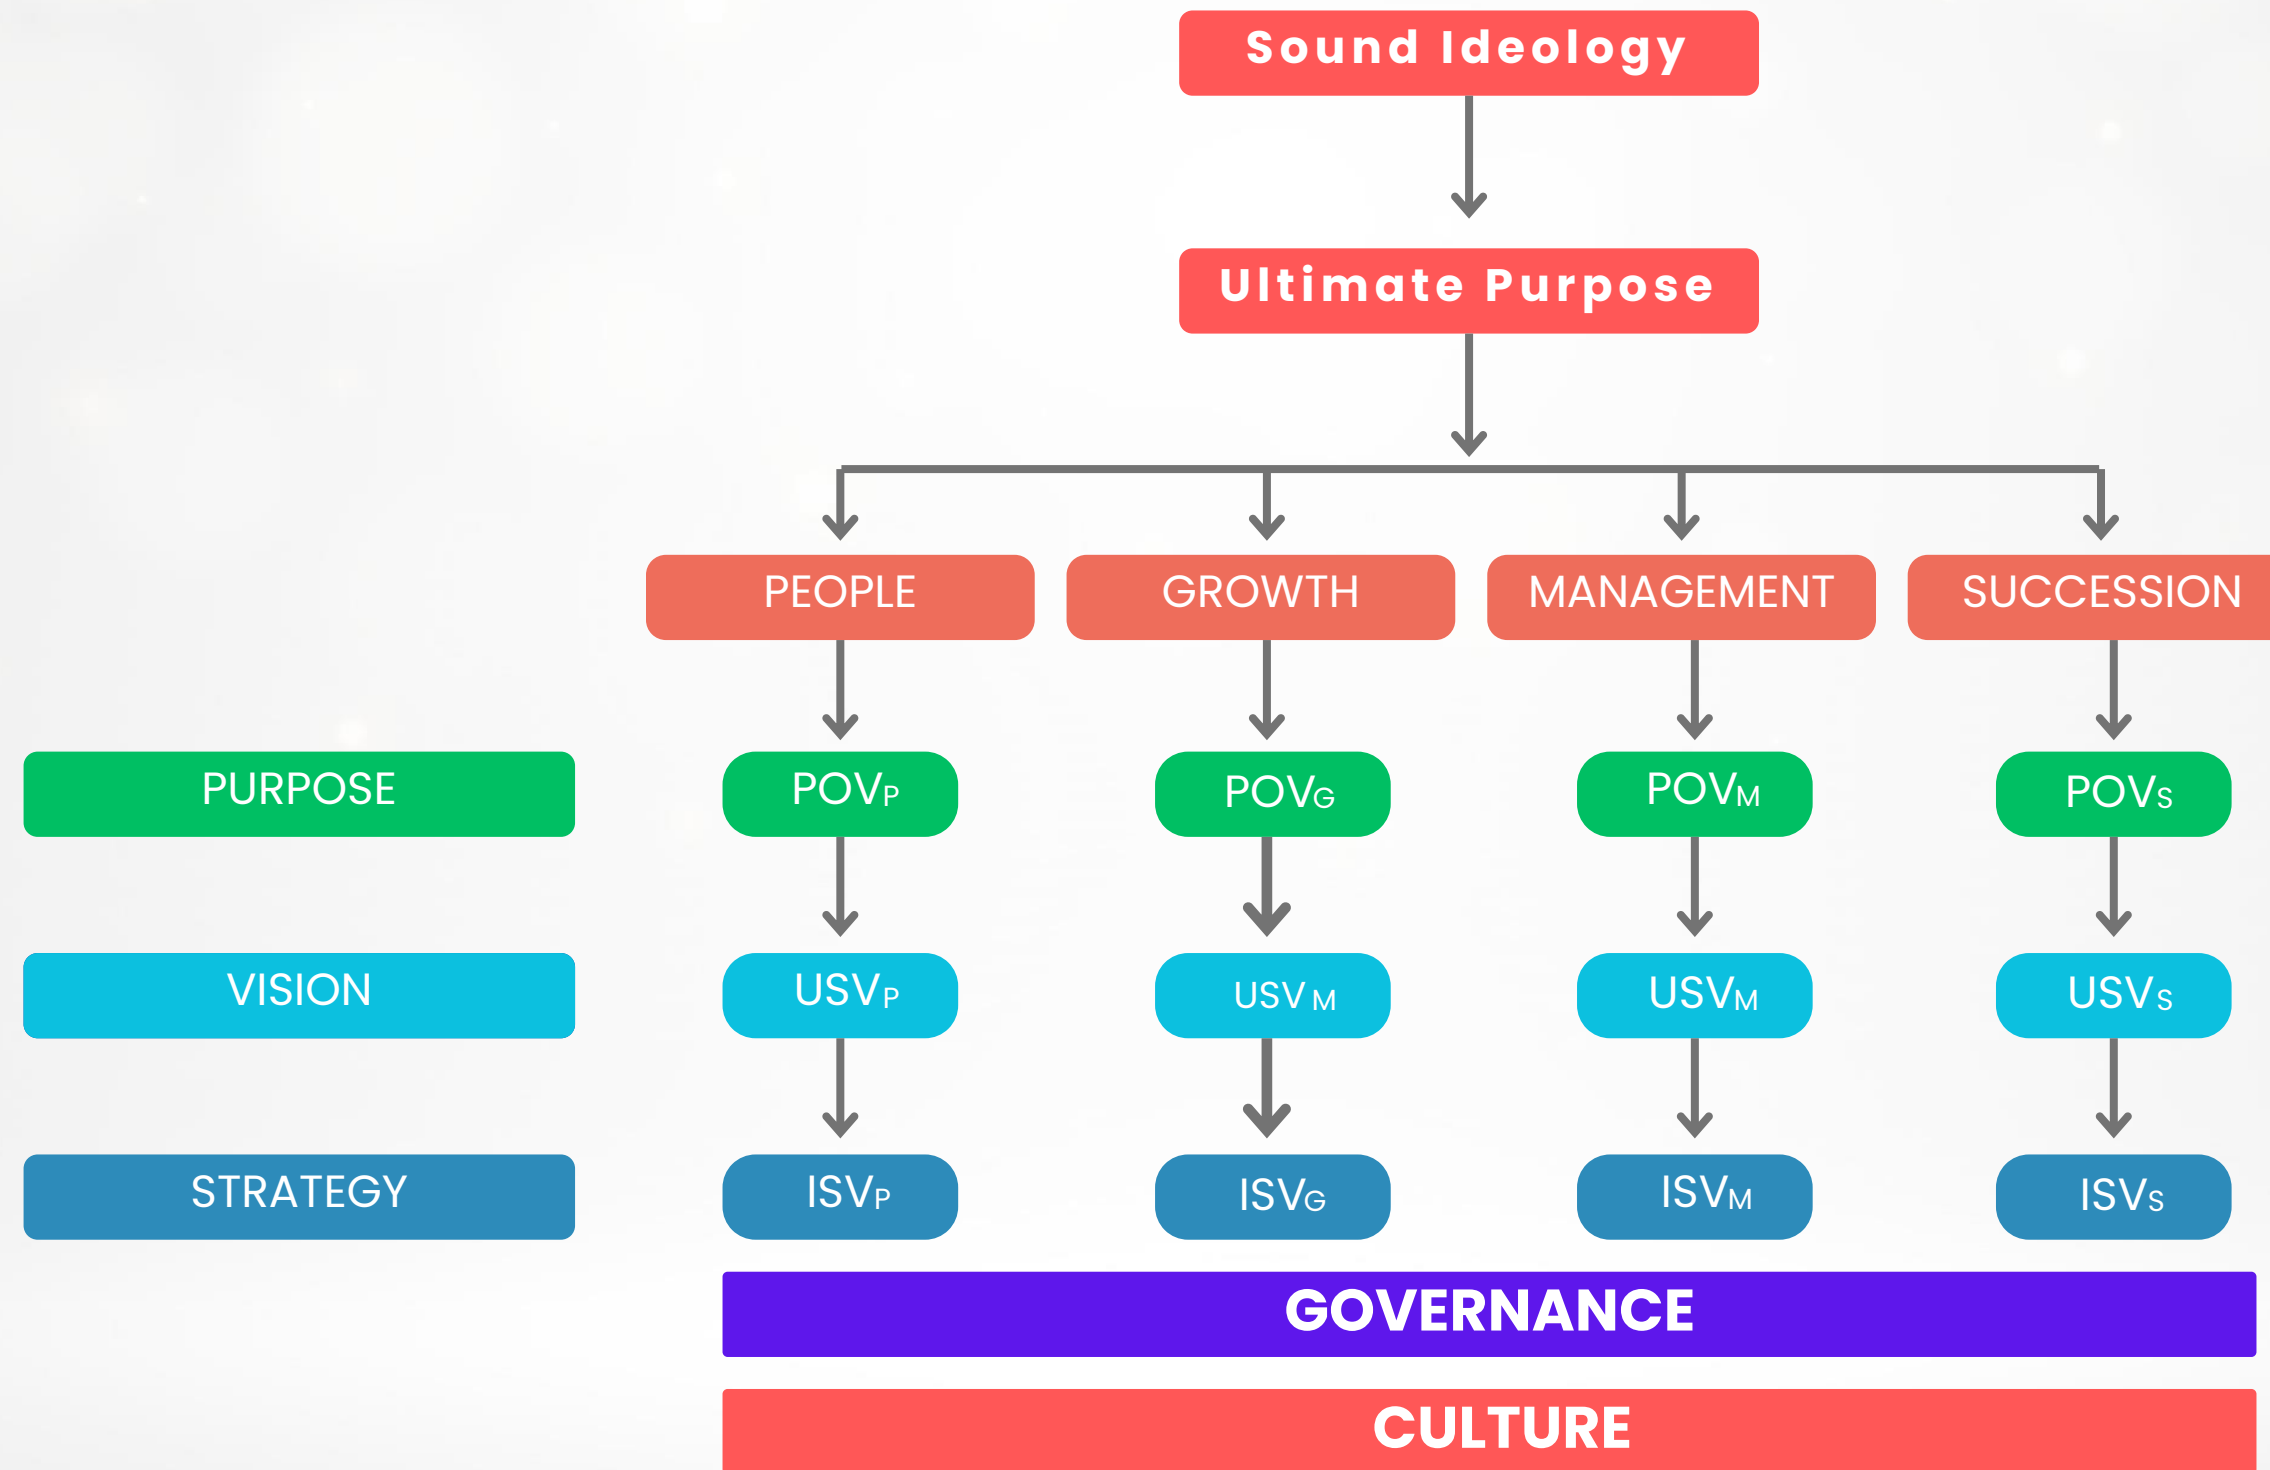 Sound Ideology
Ultimate Purpose
PEOPLE GROWTH MANAGEMENT SUCCESSION
PURPOSE POVP POVG POVM POVS
VISION USVP USV M USVM USVS
STRATEGY ISVP ISVG ISVM ISVS
GOVERNANCE
CULTURE